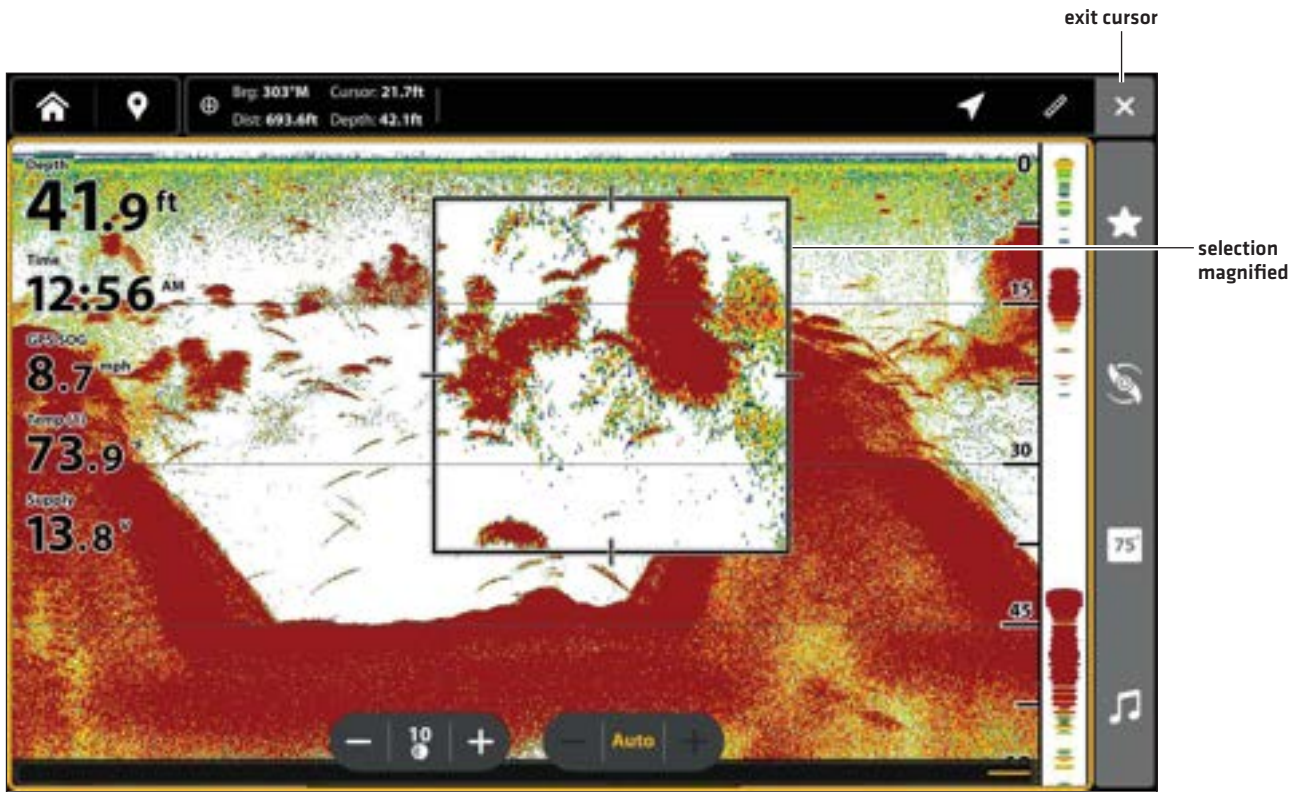 exit cursor
Brg: 303°M Cursor: 21.7ft
Dist: 693.6ft Depth: 42.1ft
Depth
41.9 ft
0
Time
12:56 AM
15
selection
magnified
GPS SOG
8.7 mph
Temp (1)
73.9 °F
30
Supply
13.8 V
75°
45
10
Auto